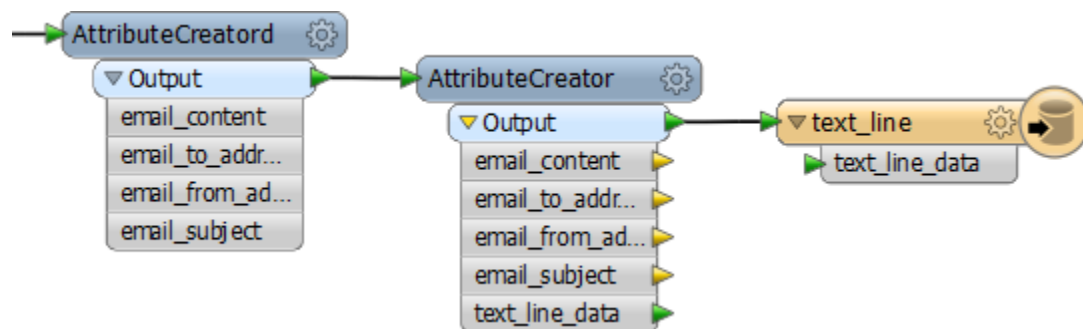 AttributeCreatord
Output
email_content
email_to_addr...
email_from_ad...
email_subject
AttributeCreator
Output
email_content
email_to_addr...
email_from_ad...
email_subject
text_line_data
text_line
text_line_data